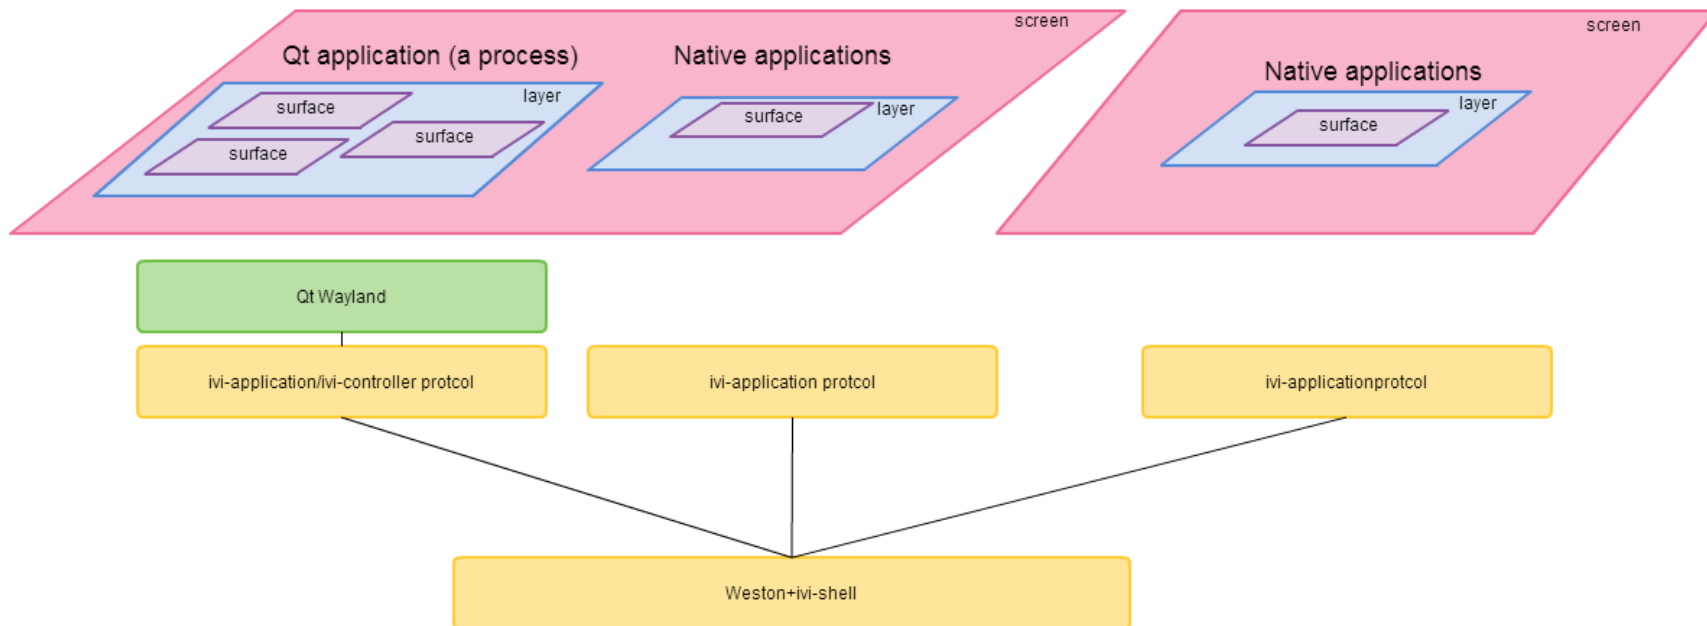 screen
screen
Qt application (a process)
Native applications
Native applications
layer
surface
surface
surface
layer
surface
layer
surface
Qt Wayland
ivi-application/ivi-controller protcol
ivi-application protcol
ivi-applicationprotcol
Weston+ivi-shell